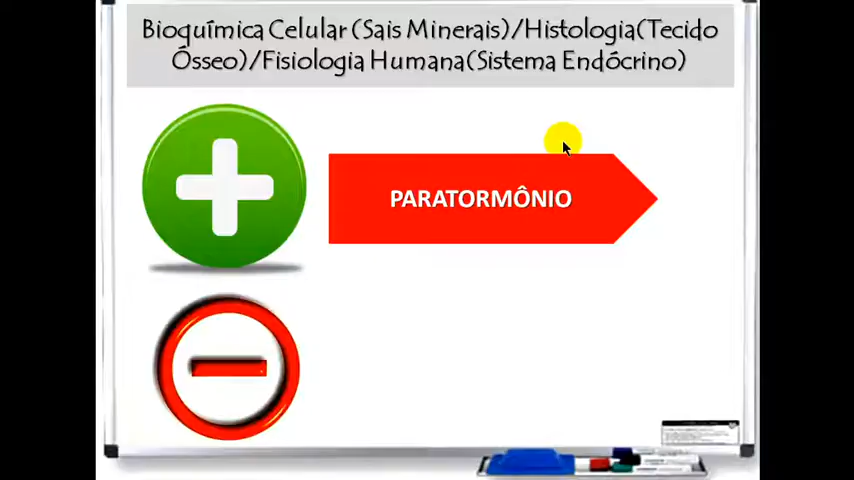 Bioquímica Celular (Sais Minerais)/Histologia(Tecido
Ósseo)/Fisiologia Humana(Sistema Endócrino)
PARATORMÔNIO